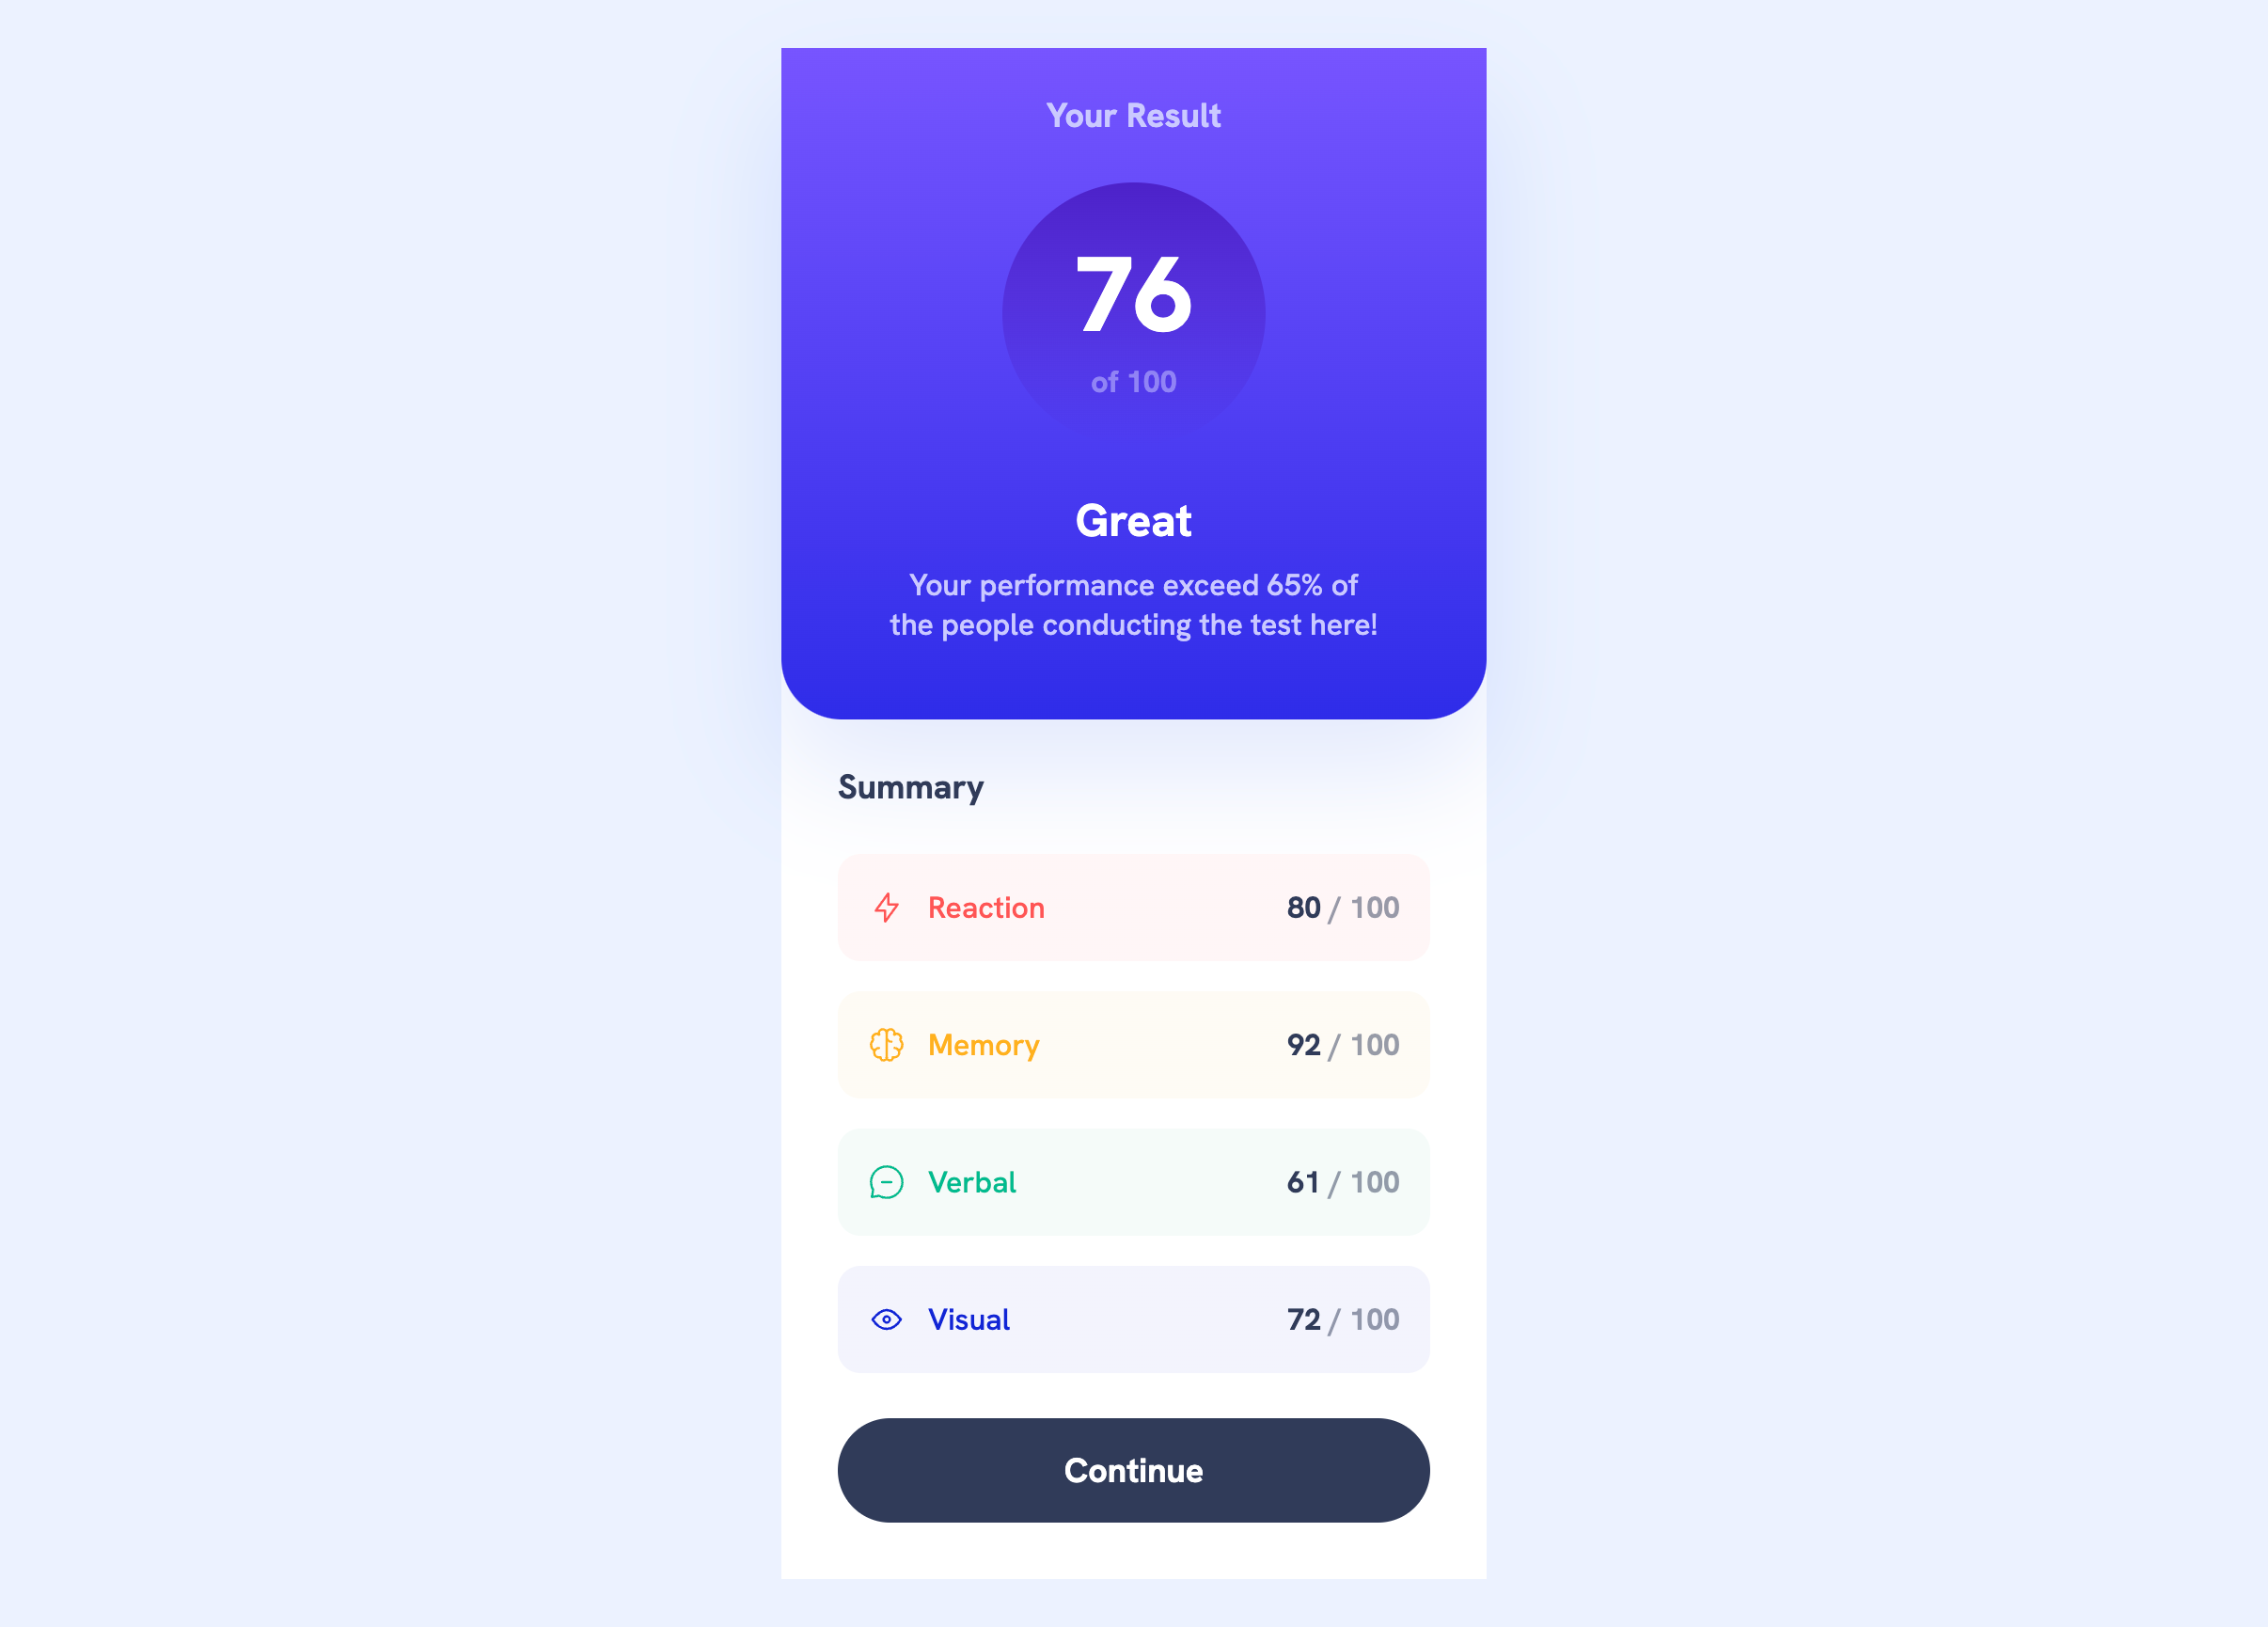 Your Result
76
of 100
Great
Your performance exceed 65% of
the people conducting the test here!
Summary
Reaction 80 / 100
Memory 92 / 100
Verbal 61 / 100
Visual 72 / 100
Continue